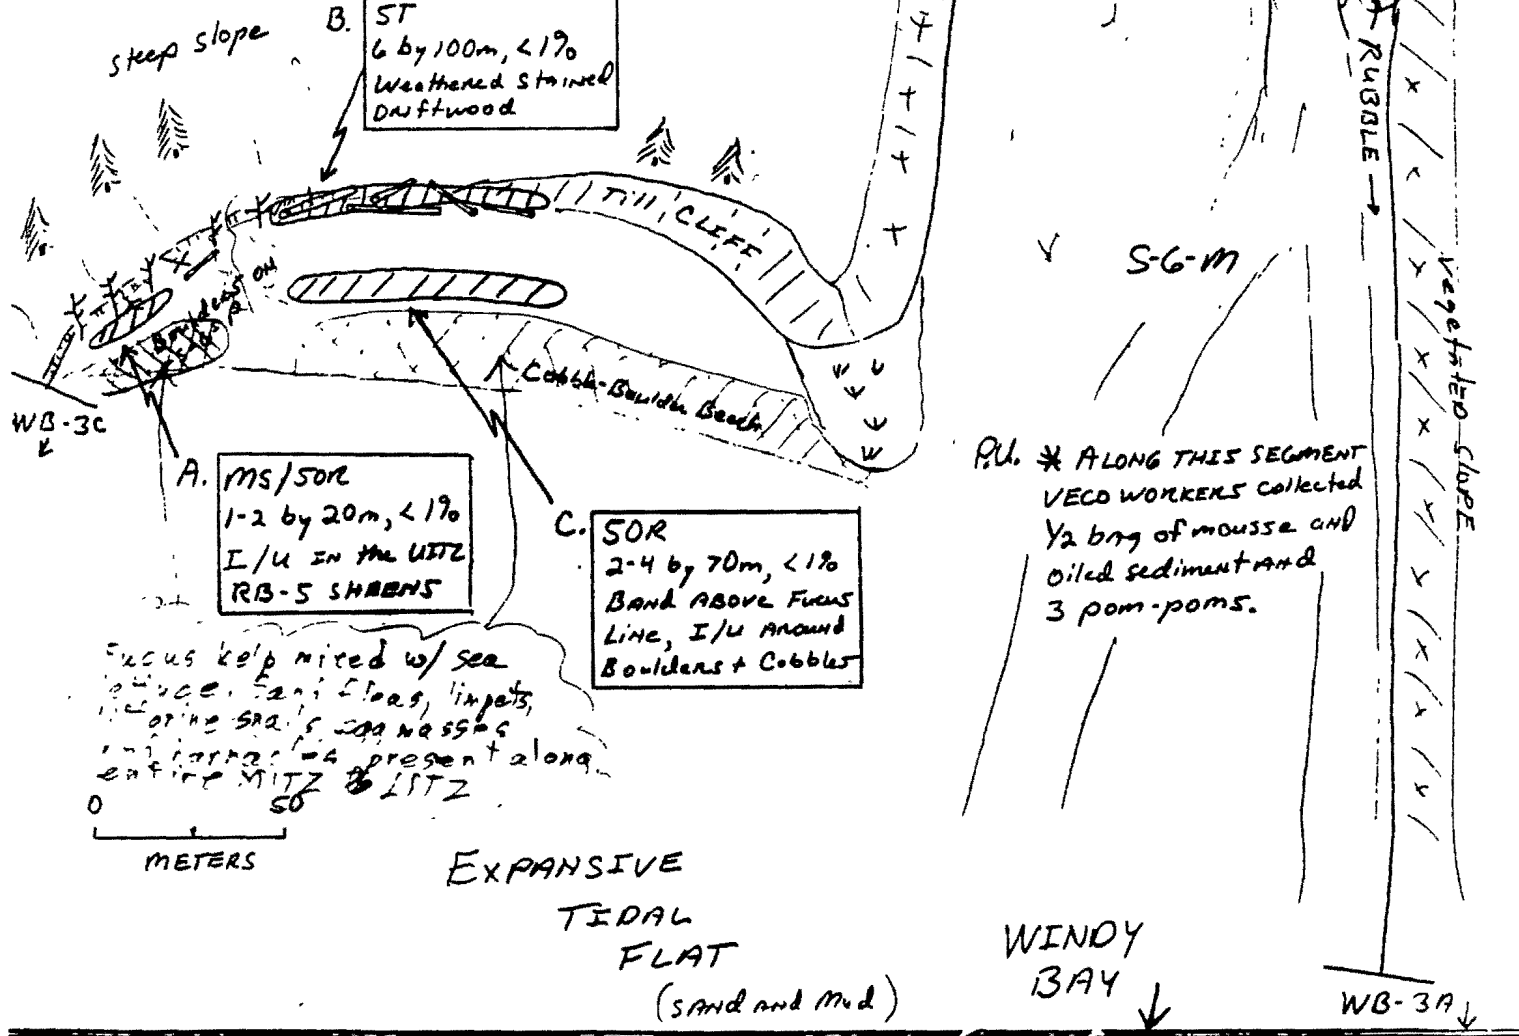 steep slope
B.
ST
6 by 100m, <1%
Weathered Stained
Driftwood
RUBBLE
Till CLIFF
S-G-M
vegetated slope
Boulders on
Cobble-Boulder Beach
WB-3C
A.
MS/SOR
1-2 by 20m, <1%
I/U IN the UITZ
RB-5 SHEENS
C.
SOR
2-4 by 70m, <1%
BAND ABOVE FUCUS
LINE, I/U AROUND
Boulders + Cobbles
P.U. * ALONG THIS SEGMENT
VECO WORKERS collected
1/2 bag of mousse AND
oiled sediment AND
3 pom-poms.
Fucus kelp mixed w/ sea
limpets,
egg masses
present along
entire MITZ to LITZ
0 50
METERS
EXPANSIVE
TIDAL
FLAT
(SAND AND Mud)
WINDY
BAY
WB-3A